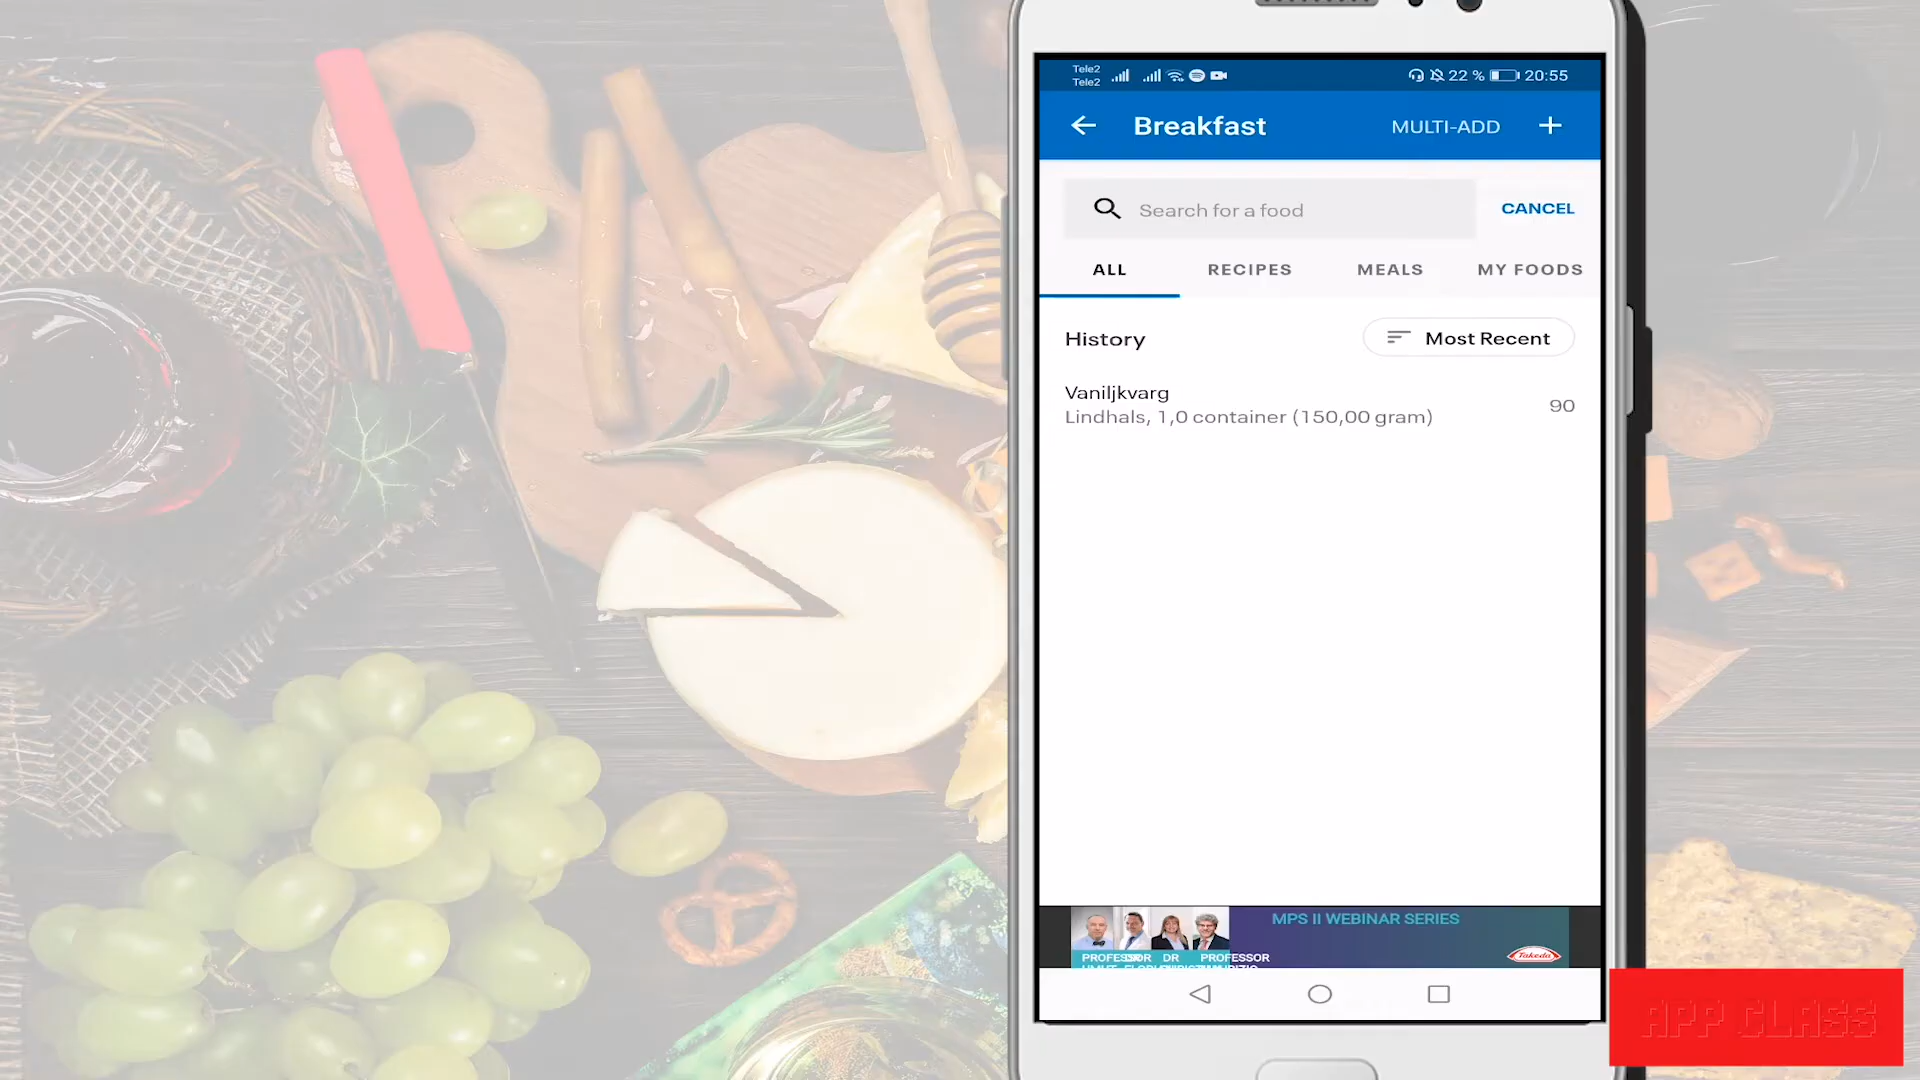 Tele2
Tele2
22 %
20:55
Breakfast
MULTI-ADD
Search for a food
CANCEL
ALL
RECIPES
MEALS
MY FOODS
History
Most Recent
Vaniljkvarg
90
Lindhals, 1,0 container (150,00 gram)
MPS II WEBINAR SERIES
PROFESSOR
DR
PROFESSOR
Takeda
APP CLASS